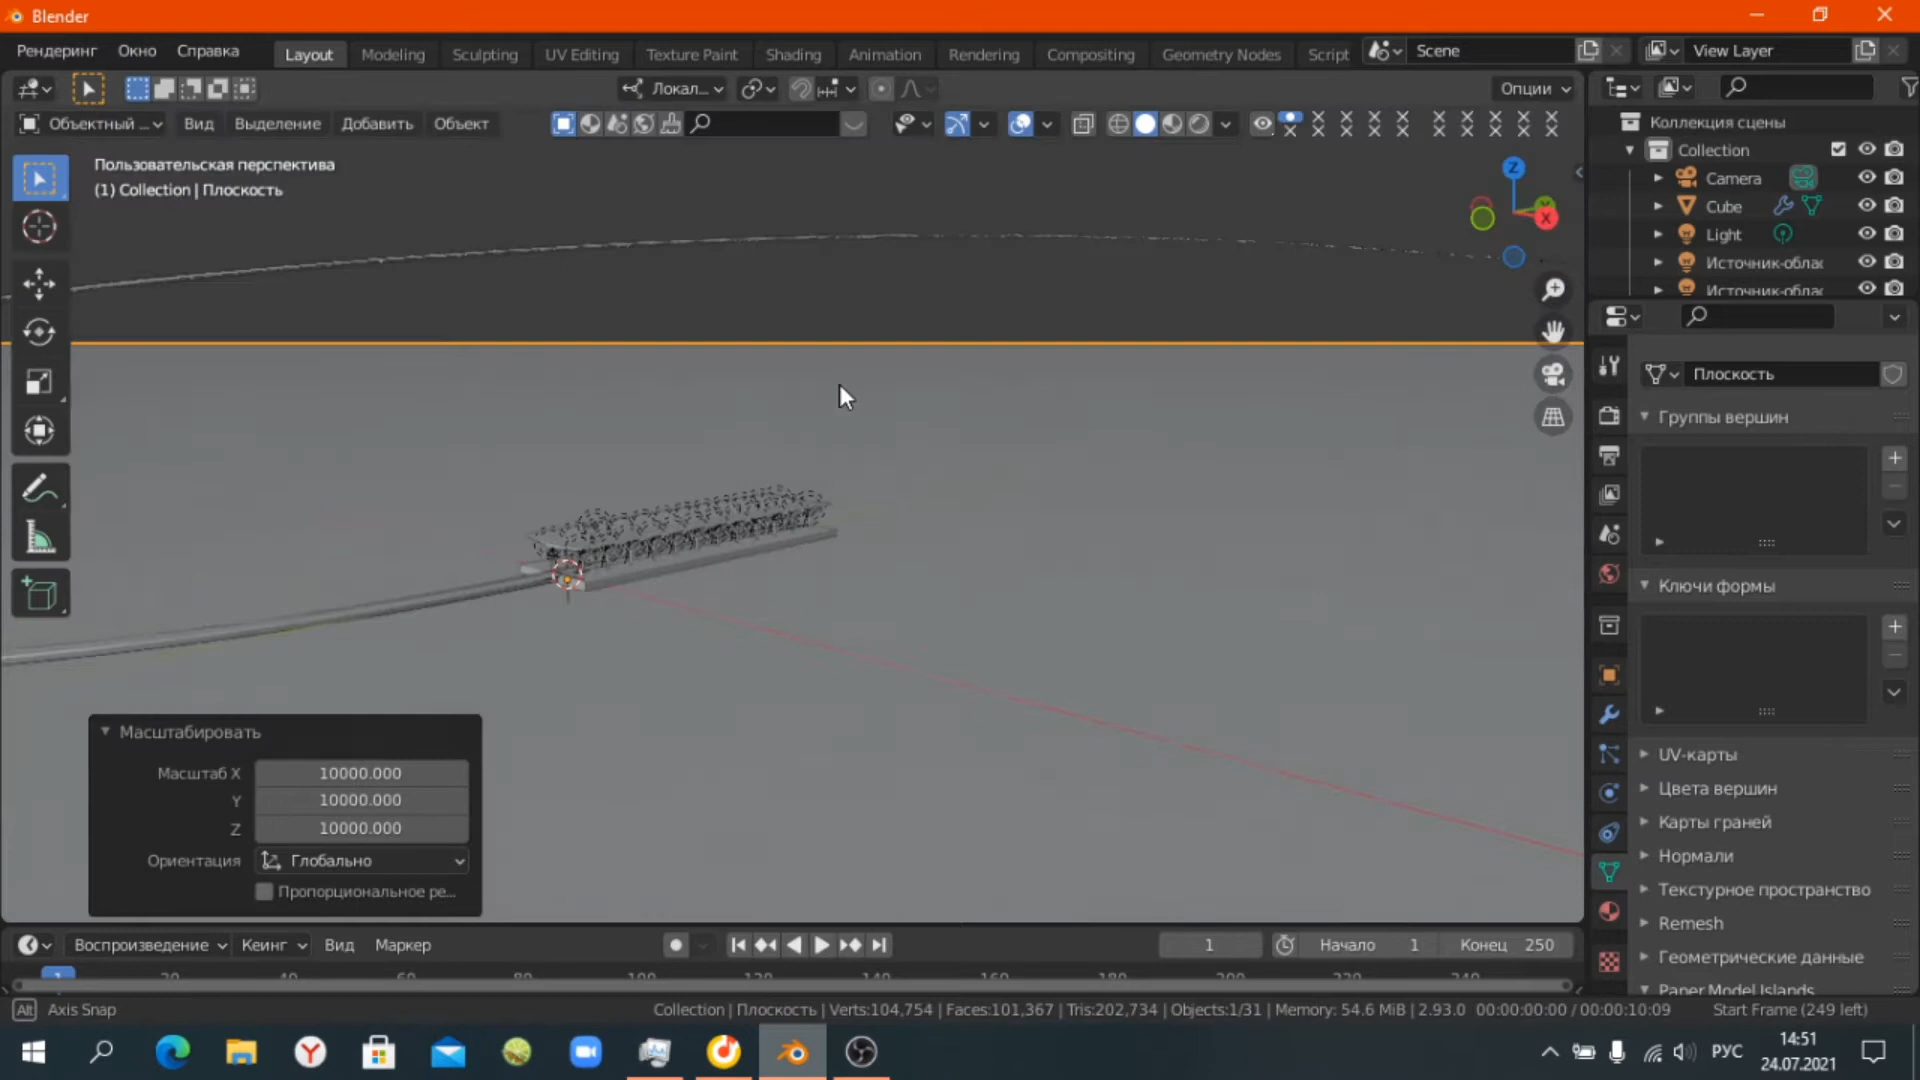 Blender
Рендеринг Окно Справка Layout Modeling Sculpting UV Editing Texture Paint Shading Animation Rendering Compositing Geometry Nodes Script Scene View Layer
Локал... Опции
Объектный ... Вид Выделение Добавить Объект
Коллекция сцены
Collection
Camera
Cube
Light
Источник-облас
Источник-облас
Пользовательская перспектива
(1) Collection | Плоскость
Z
Y
X
Плоскость
Группы вершин
Ключи формы
UV-карты
Цвета вершин
Карты граней
Нормали
Текстурное пространство
Remesh
Геометрические данные
Paper Model Islands
Масштабировать
Масштаб X 10000.000
Y 10000.000
Z 10000.000
Ориентация Глобально
Пропорциональное ре...
Воспроизведение Кеинг Вид Маркер 1 Начало 1 Конец 250
1 20 40 60 80 100 120 140 160 180 200 220 240
Alt Axis Snap Collection | Плоскость | Verts:104,754 | Faces:101,367 | Tris:202,734 | Objects:1/31 | Memory: 54.6 MiB | 2.93.0 00:00:00:00 / 00:00:10:09 Start Frame (249 left)
РУС
14:51
24.07.2021